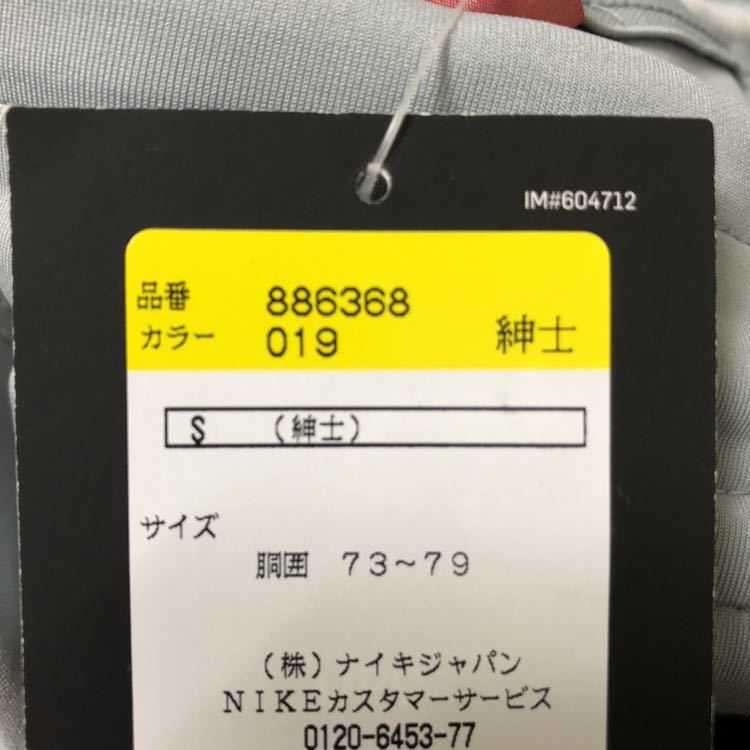 IM#604712
品番 886368
カラー 019 紳士
S (紳士)
サイズ
胴囲 73~79
(株)ナイキジャパン
NIKEカスタマーサービス
0120-6453-77